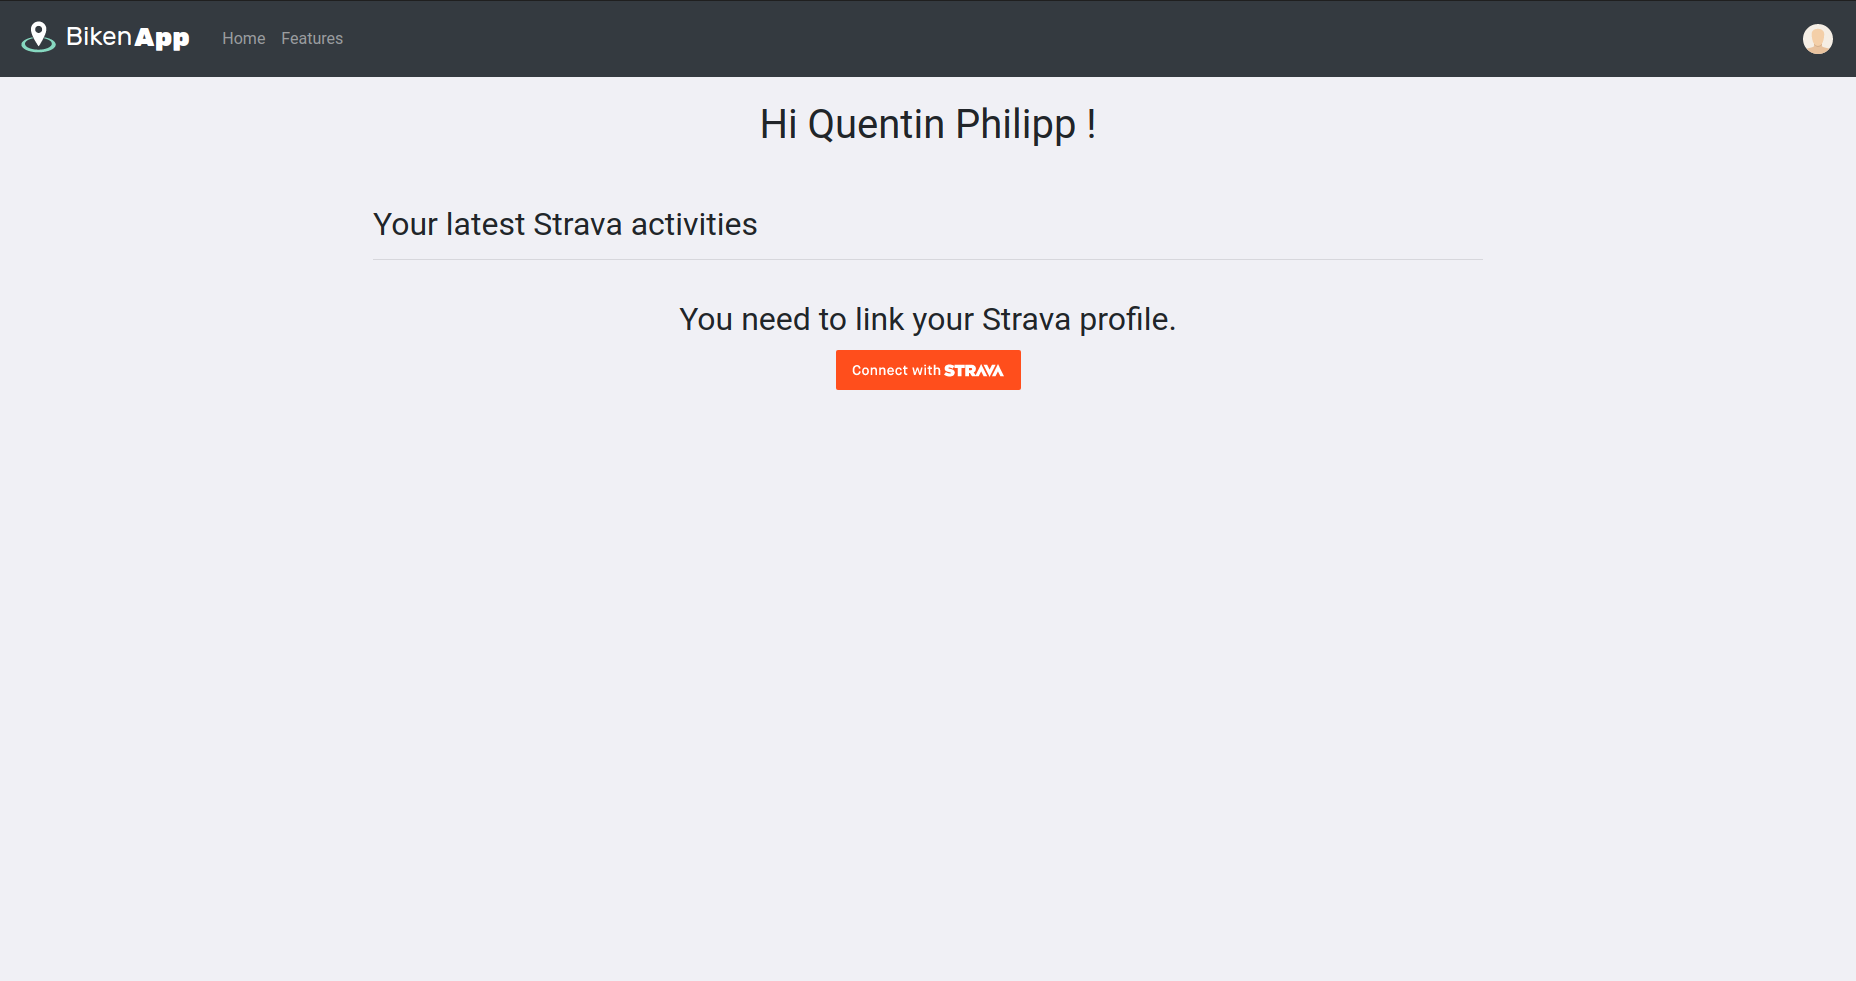 BikenApp Home Features
Hi Quentin Philipp !
Your latest Strava activities
You need to link your Strava profile.
Connect with STRAVA